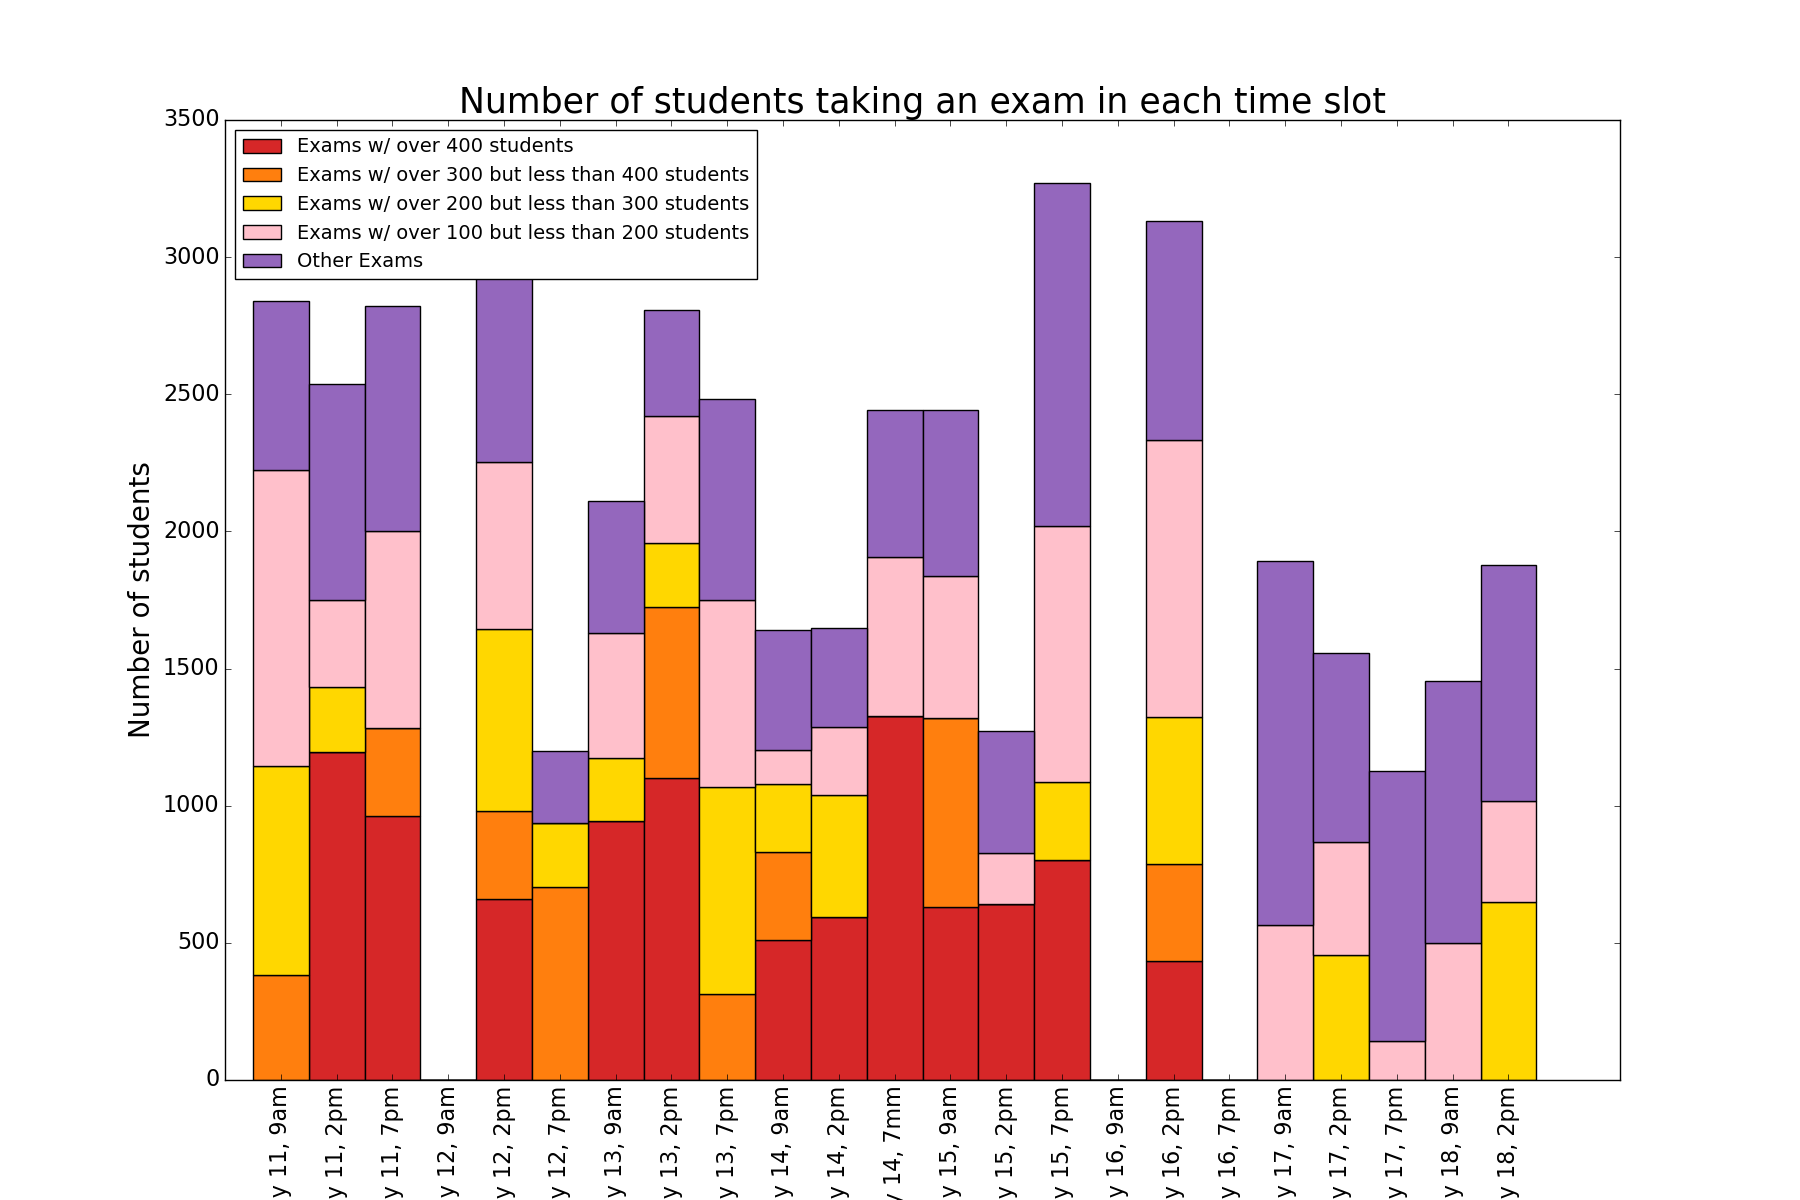 Number of students taking an exam in each time slot
3500
3000
2500
2000
1500
1000
500
0
Number of students
Exams w/ over 400 students
Exams w/ over 300 but less than 400 students
Exams w/ over 200 but less than 300 students
Exams w/ over 100 but less than 200 students
Other Exams
y 11, 9am
y 11, 2pm
y 11, 7pm
y 12, 9am
y 12, 2pm
y 12, 7pm
y 13, 9am
y 13, 2pm
y 13, 7pm
y 14, 9am
y 14, 2pm
y 14, 7mm
y 15, 9am
y 15, 2pm
y 15, 7pm
y 16, 9am
y 16, 2pm
y 16, 7pm
y 17, 9am
y 17, 2pm
y 17, 7pm
y 18, 9am
y 18, 2pm